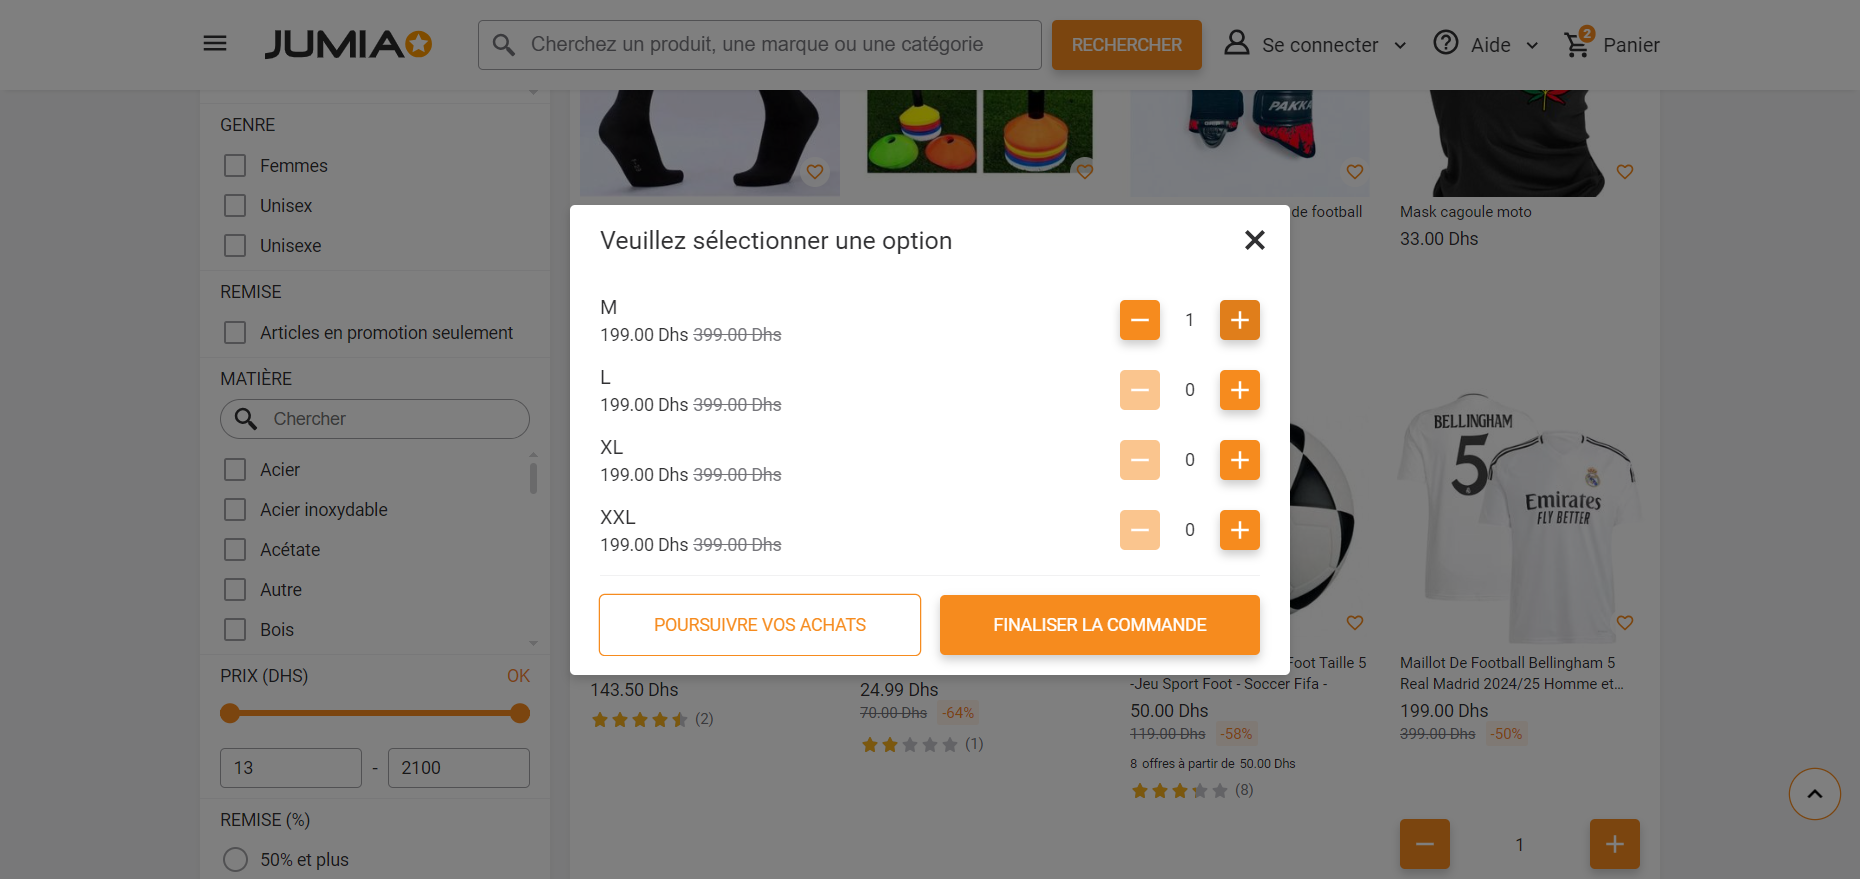 JUMIA
Cherchez un produit, une marque ou une catégorie
RECHERCHER
Se connecter
Aide
2
Panier
GENRE
Femmes
Unisex
Unisexe
REMISE
Articles en promotion seulement
MATIÈRE
Chercher
Acier
Acier inoxydable
Acétate
Autre
Bois
PRIX (DHS)
OK
13
-
2100
REMISE (%)
50% et plus
PAKKA
de football
Mask cagoule moto
33.00 Dhs
Veuillez sélectionner une option
M
199.00 Dhs 399.00 Dhs
1
L
199.00 Dhs 399.00 Dhs
0
XL
199.00 Dhs 399.00 Dhs
0
XXL
199.00 Dhs 399.00 Dhs
0
POURSUIVRE VOS ACHATS
FINALISER LA COMMANDE
BELLINGHAM
5
Emirates
FLY BETTER
143.50 Dhs
(2)
24.99 Dhs
70.00 Dhs -64%
(1)
Foot Taille 5
-Jeu Sport Foot - Soccer Fifa -
50.00 Dhs
119.00 Dhs -58%
8 offres à partir de 50.00 Dhs
(8)
Maillot De Football Bellingham 5
Real Madrid 2024/25 Homme et...
199.00 Dhs
399.00 Dhs -50%
1